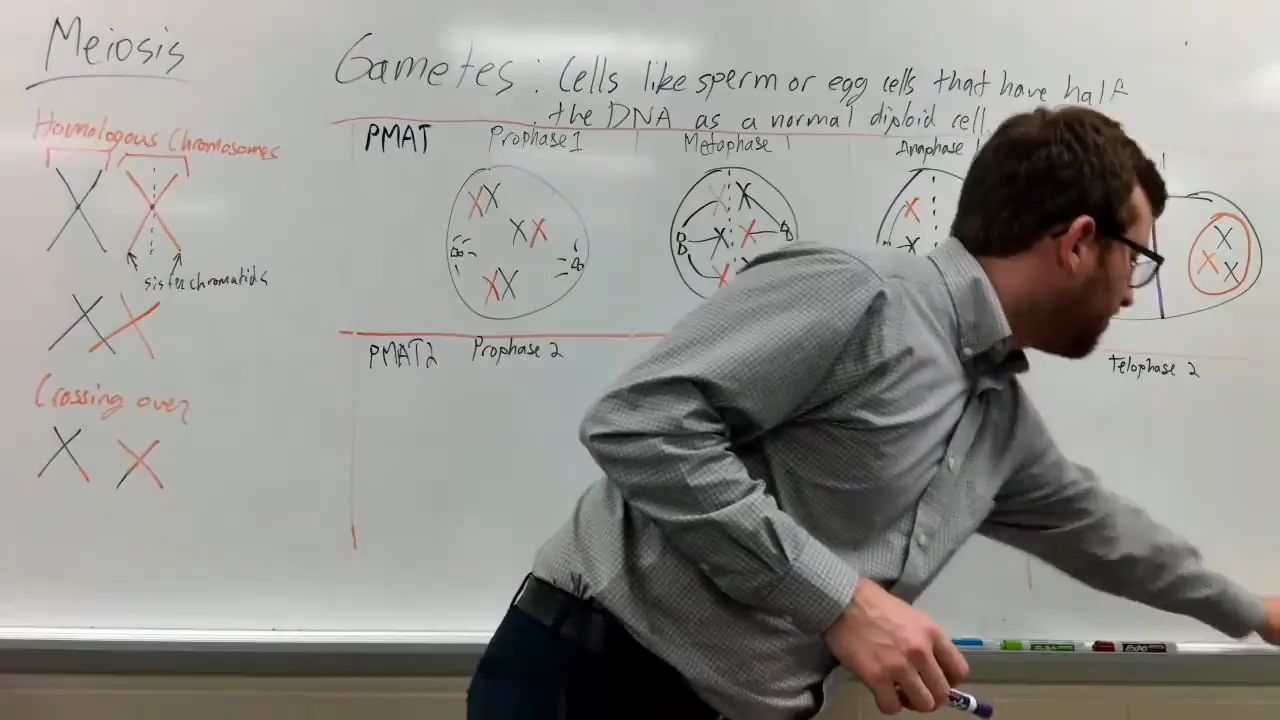 Meiosis
Gametes: Cells like sperm or egg cells that have half
the DNA as a normal diploid cell.
Homologous Chromosomes
sister chromatids
Crossing over
PMAT Prophase 1 Metaphase 1 Anaphase
PMAT2 Prophase 2 Telophase 2